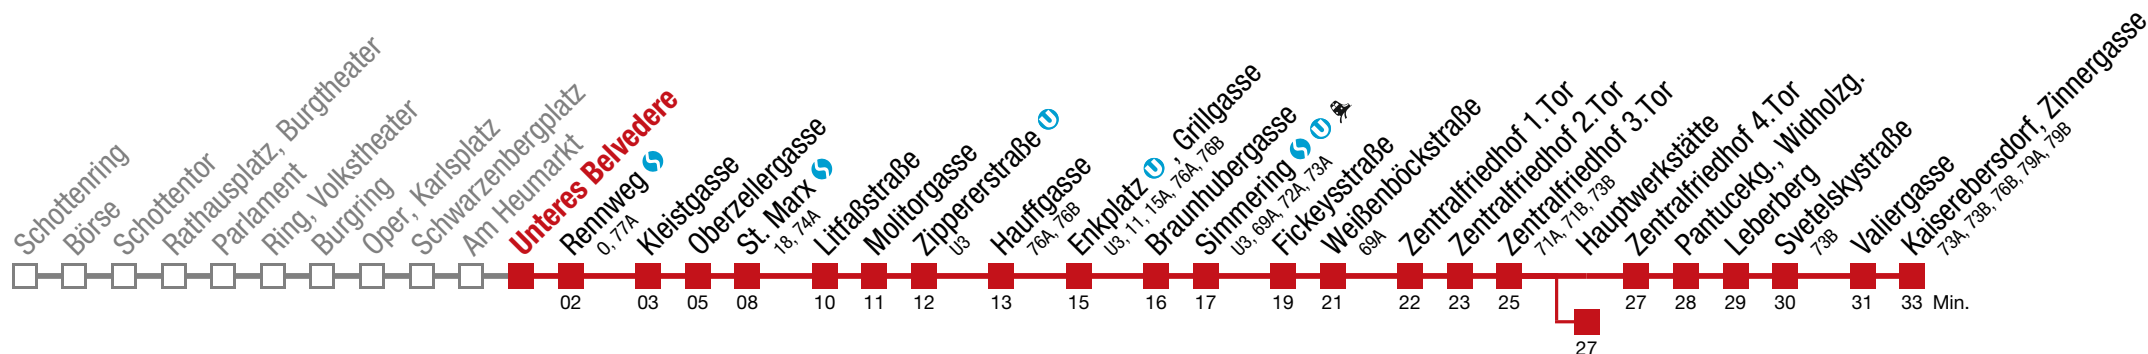 Schottenring
Börse
Schottentor
Rathausplatz, Burgtheater
Parlament
Ring, Volkstheater
Burgring
Oper, Karlsplatz
Schwarzenbergplatz
Am Heumarkt
Unteres Belvedere
Rennweg
0, 77A
Kleistgasse
Oberzellergasse
St. Marx
18, 74A
Litfaßstraße
Molitorgasse
Zippererstraße U
U3
Hauffgasse
76A, 76B
Enkplatz U , Grillgasse
U3, 11, 15A, 76A, 76B
Braunhubergasse
Simmering U
U3, 69A, 72A, 73A
Fickeysstraße
Weißenböckstraße
69A
Zentralfriedhof 1.Tor
Zentralfriedhof 2.Tor
Zentralfriedhof 3.Tor
71A, 71B, 73B
Hauptwerkstätte
Zentralfriedhof 4.Tor
Pantucekg., Widholzg.
Leberberg
Svetelskystraße
73B
Valiergasse
Kaiserebersdorf, Zinnergasse
73A, 73B, 76B, 79A, 79B
02 03 05 08 10 11 12 13 15 16 17 19 21 22 23 25 27 28 29 30 31 33 Min.
27